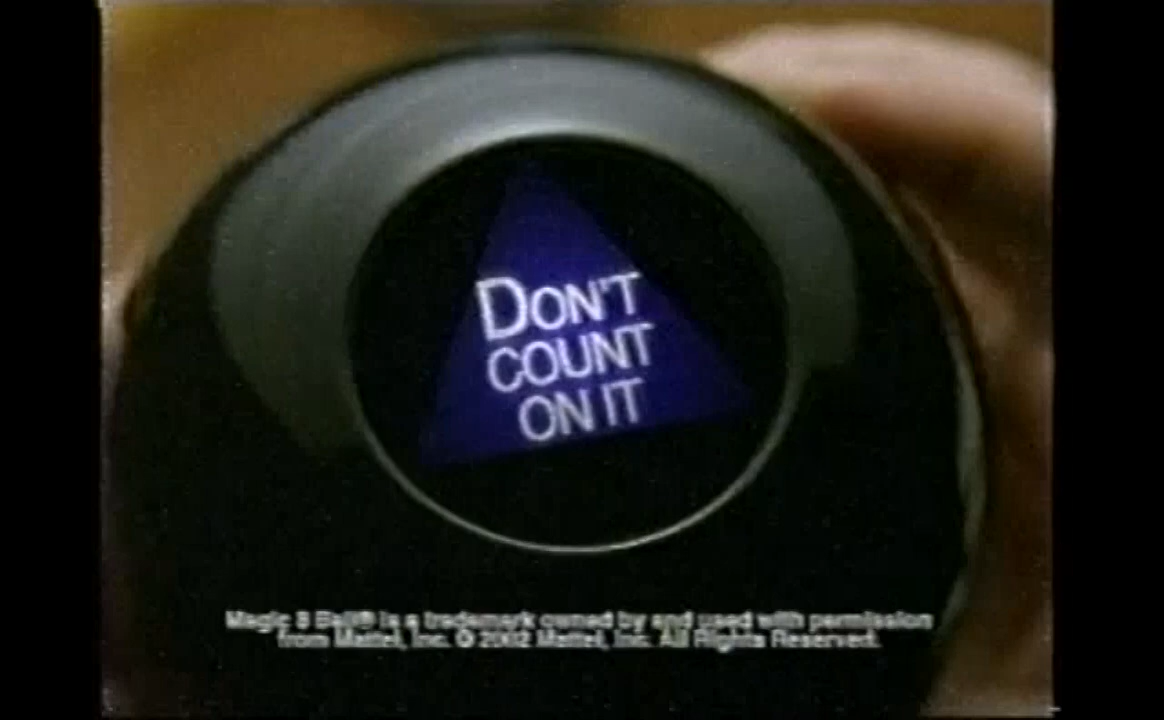 DON'T
COUNT
ON IT
Magic 8 Ball® is a trademark owned by and used with permission
from Mattel, Inc. © 2002 Mattel, Inc. All Rights Reserved.